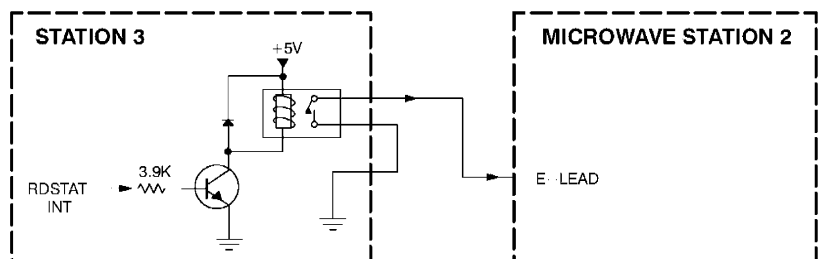 STATION 3
MICROWAVE STATION 2
+5V
3.9K
RDSTAT
INT
E--LEAD